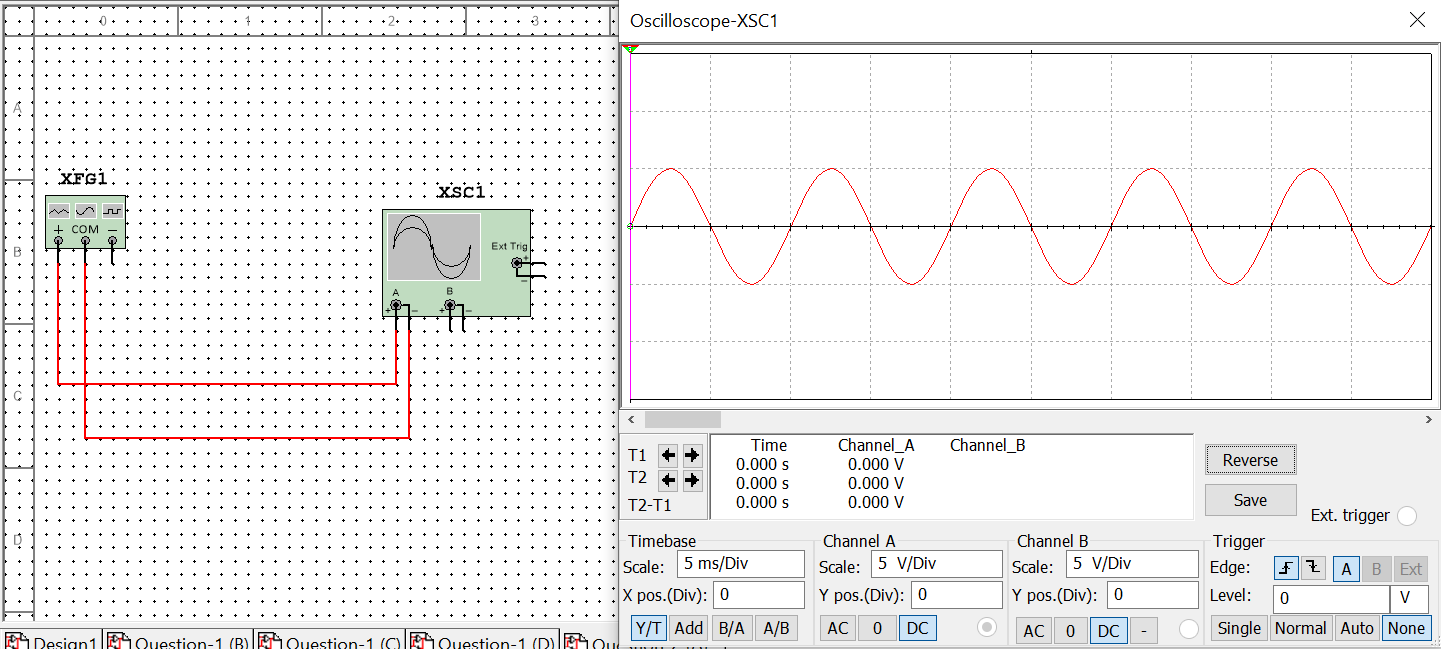 Oscilloscope-XSC1
0 1 2 3
A
B
C
D
XFG1
+ COM −
XSC1
Ext Trig
+
−
A B
+ − + −
Time Channel_A Channel_B
T1 0.000 s 0.000 V
T2 0.000 s 0.000 V
T2-T1 0.000 s 0.000 V
Reverse
Save
Ext. trigger
Timebase
Scale: 5 ms/Div
X pos.(Div): 0
Y/T Add B/A A/B
Channel A
Scale: 5 V/Div
Y pos.(Div): 0
AC 0 DC
Channel B
Scale: 5 V/Div
Y pos.(Div): 0
AC 0 DC -
Trigger
Edge: A B Ext
Level: 0 V
Single Normal Auto None
Design1 Question-1 (B) Question-1 (C) Question-1 (D)